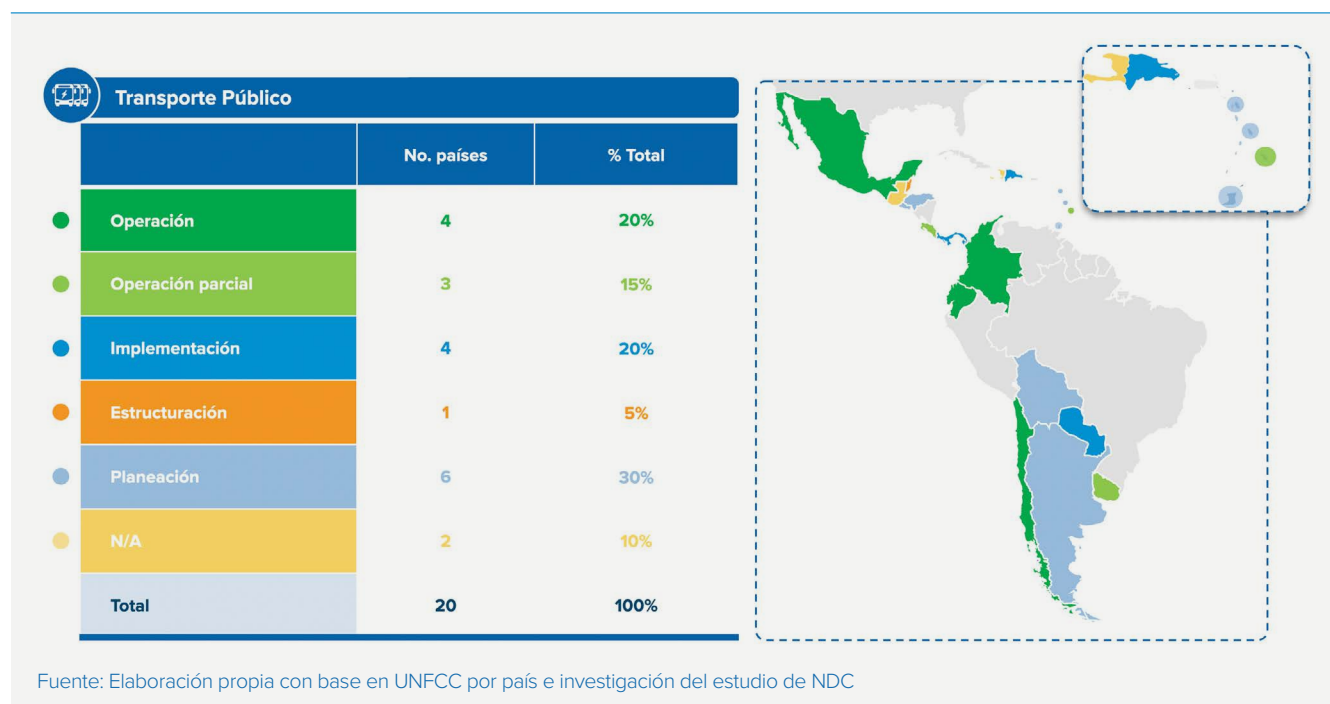 Transporte Público
No. países % Total
Operación 4 20%
Operación parcial 3 15%
Implementación 4 20%
Estructuración 1 5%
Planeación 6 30%
N/A 2 10%
Total 20 100%
Fuente: Elaboración propia con base en UNFCC por país e investigación del estudio de NDC